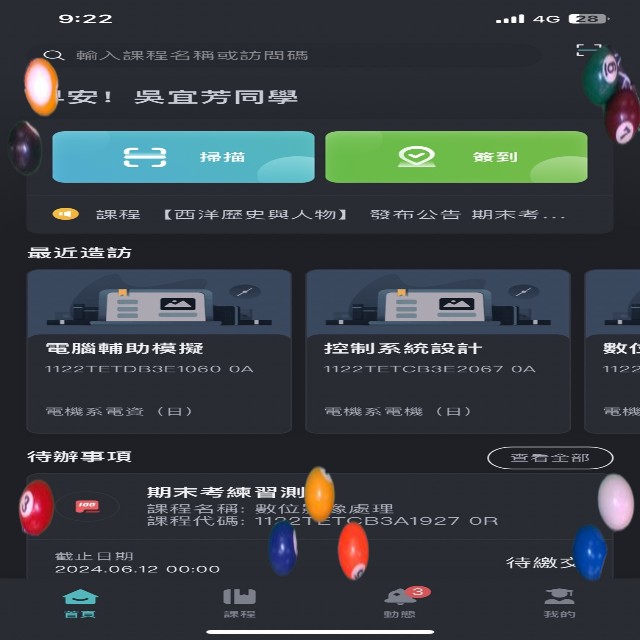 9:22 4G 28
輸入課程名稱或訪問碼
早安! 吳宜芳同學
掃描 簽到
課程 【西洋歷史與人物】 發布公告 期末考...
最近造訪
電腦輔助模擬 控制系統設計 數位
1122TETDB3E1060 0A 1122TETCB3E2067 0A 1122
電機系電資 (日) 電機系電機 (日) 電機
待辦事項 查看全部
100 期末考練習測
課程名稱: 數位影像處理
課程代碼: 1122TETCB3A1927 0R
截止日期 待繳交
2024.06.12 00:00
3
首頁 課程 動態 我的